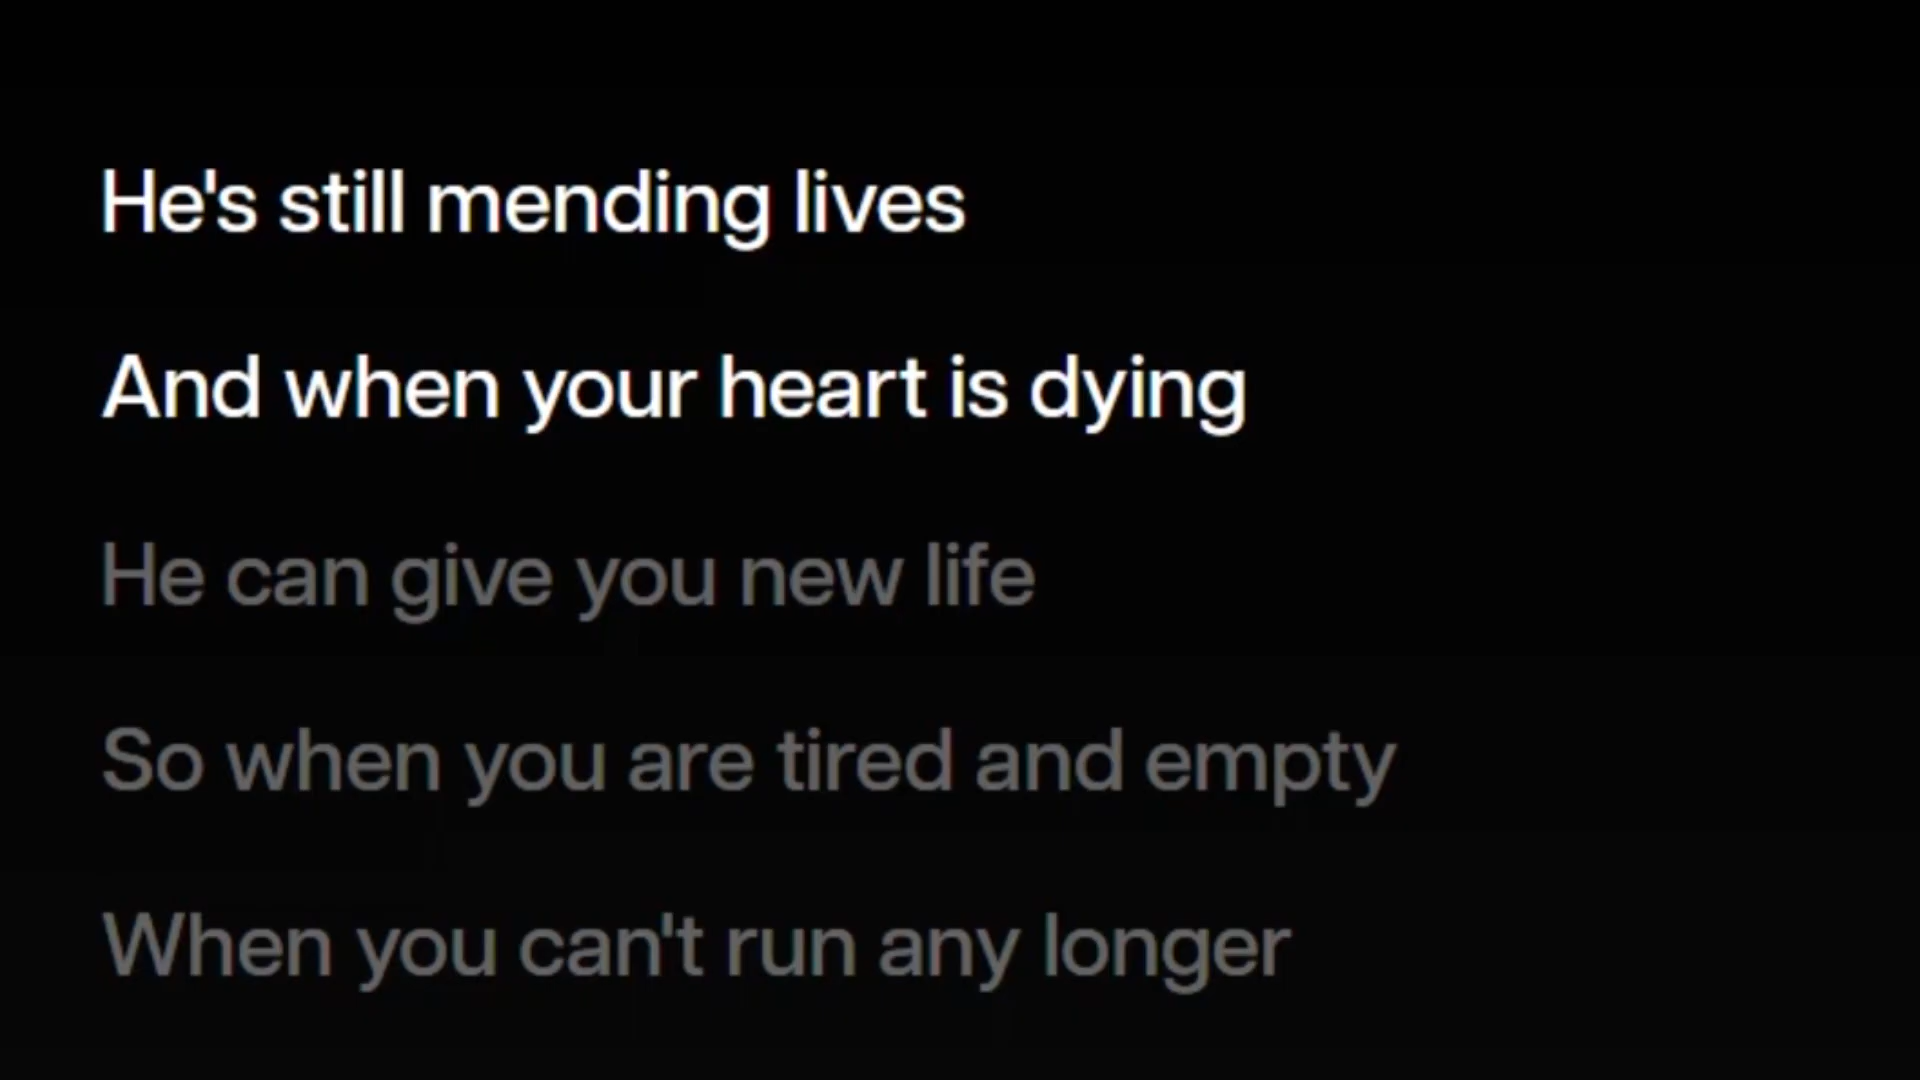 He's still mending lives
And when your heart is dying
He can give you new life
So when you are tired and empty
When you can't run any longer